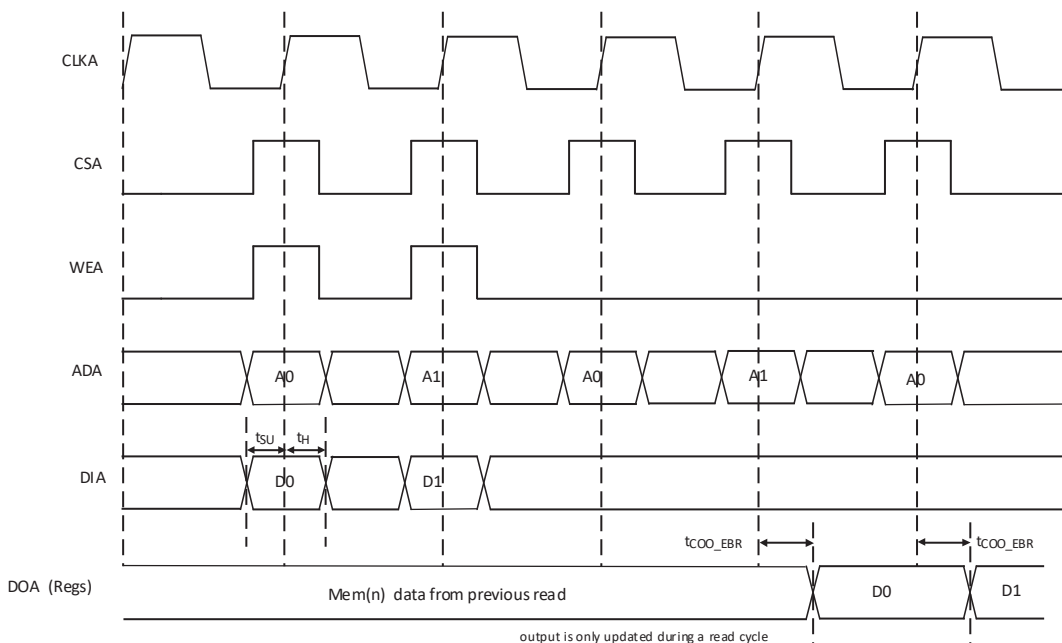 CLKA
CSA
WEA
ADA
A0
A1
A0
A1
A0
tSU
tH
DIA
D0
D1
tCOO_EBR
tCOO_EBR
DOA (Regs)
Mem(n) data from previous read
D0
D1
output is only updated during a read cycle